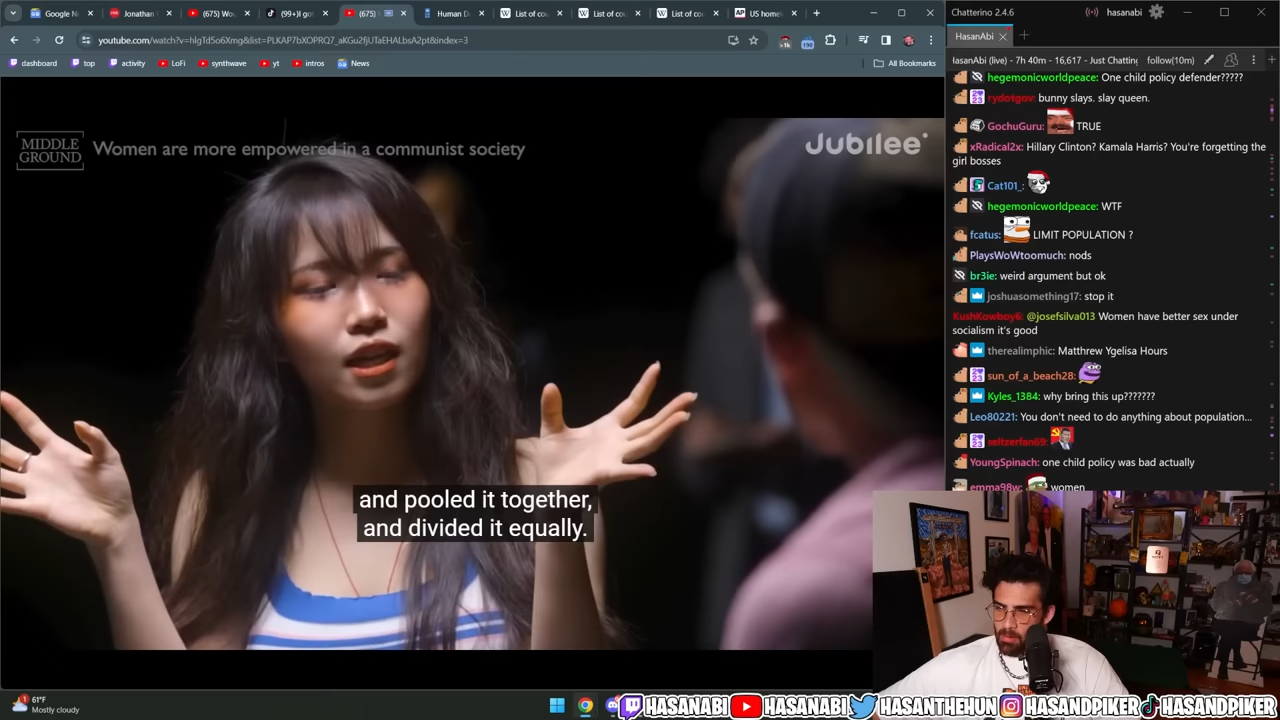 Google N
Jonathan
(675) Wo
(99+) I go
(675)
Human D
List of cou
List of cou
List of co
US home
youtube.com/watch?v=hIgTd5o6Xmg&list=PLKAP7bXOPRQ7_aKGu2fjUTaEHALbsA2pt&index=3
dashboard
top
activity
LoFi
synthwave
yt
intros
News
All Bookmarks
MIDDLE
GROUND
Women are more empowered in a communist society
Jubilee
and pooled it together,
and divided it equally.
Chatterino 2.4.6
hasanabi
HasanAbi
HasanAbi (live) - 7h 40m - 16,617 - Just Chatting
follow(10m)
hegemonicworldpeace: One child policy defender?????
rydotgov: bunny slays. slay queen.
GochuGuru: TRUE
xRadical2x: Hillary Clinton? Kamala Harris? You're forgetting the
girl bosses
Cat101_:
hegemonicworldpeace: WTF
fcatus: LIMIT POPULATION ?
PlaysWoWtoomuch: nods
br3ie: weird argument but ok
joshuasomething17: stop it
KushKowboy6: @josefsilva013 Women have better sex under
socialism it's good
therealimphic: Matthrew Ygelisa Hours
sun_of_a_beach28:
Kyles_1384: why bring this up???????
Leo80221: You don't need to do anything about population...
seltzerfan69:
YoungSpinach: one child policy was bad actually
emma98w: women
61°F
Mostly cloudy
HASANABI
HASANABI
HASANTHEHUN
HASANDPIKER
HASANDPIKER